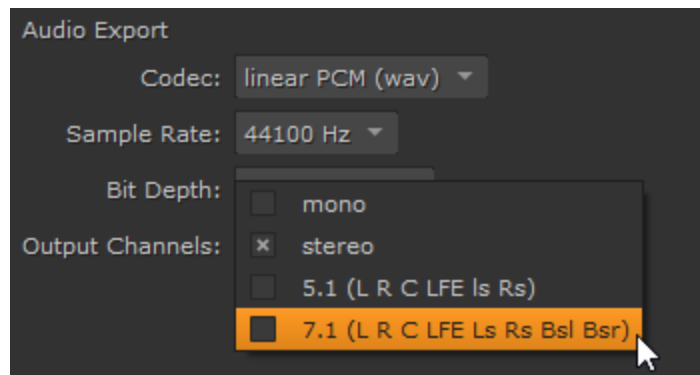 Audio Export
Codec: linear PCM (wav)
Sample Rate: 44100 Hz
Bit Depth:
mono
Output Channels: stereo
5.1 (L R C LFE ls Rs)
7.1 (L R C LFE Ls Rs Bsl Bsr)